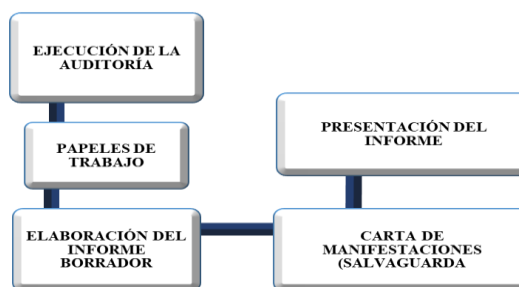 EJECUCIÓN DE LA
AUDITORÍA
PAPELES DE
TRABAJO
ELABORACIÓN DEL
INFORME
BORRADOR
CARTA DE
MANIFESTACIONES
(SALVAGUARDA
PRESENTACIÓN DEL
INFORME